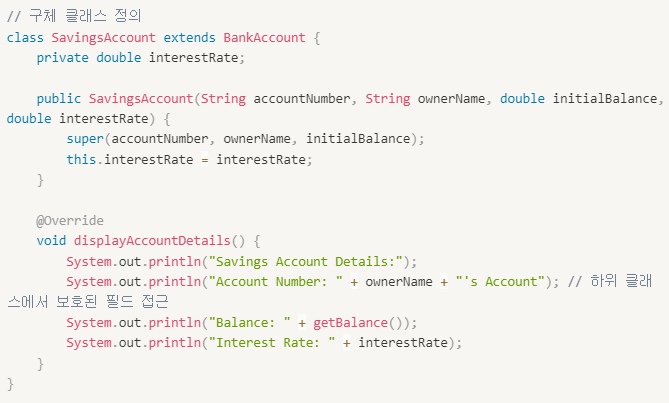 // 구체 클래스 정의
class SavingsAccount extends BankAccount {
    private double interestRate;

    public SavingsAccount(String accountNumber, String ownerName, double initialBalance,
double interestRate) {
        super(accountNumber, ownerName, initialBalance);
        this.interestRate = interestRate;
    }

    @Override
    void displayAccountDetails() {
        System.out.println("Savings Account Details:");
        System.out.println("Account Number: " + ownerName + "'s Account"); // 하위 클래
스에서 보호된 필드 접근
        System.out.println("Balance: " + getBalance());
        System.out.println("Interest Rate: " + interestRate);
    }
}